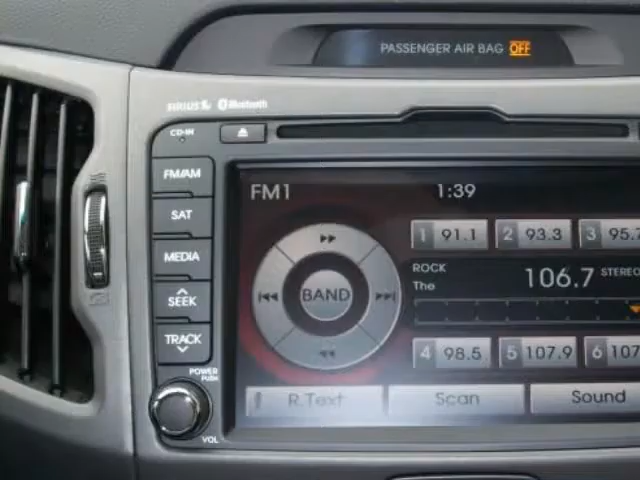 PASSENGER AIR BAG OFF
SIRIUS Bluetooth
CD-IN
FM/AM
SAT
MEDIA
SEEK
TRACK
POWER
PUSH
VOL
FM1 1:39
1 91.1 2 93.3 3 95.7
ROCK
The
106.7 STEREO
BAND
4 98.5 5 107.9 6 107
R.Text Scan Sound